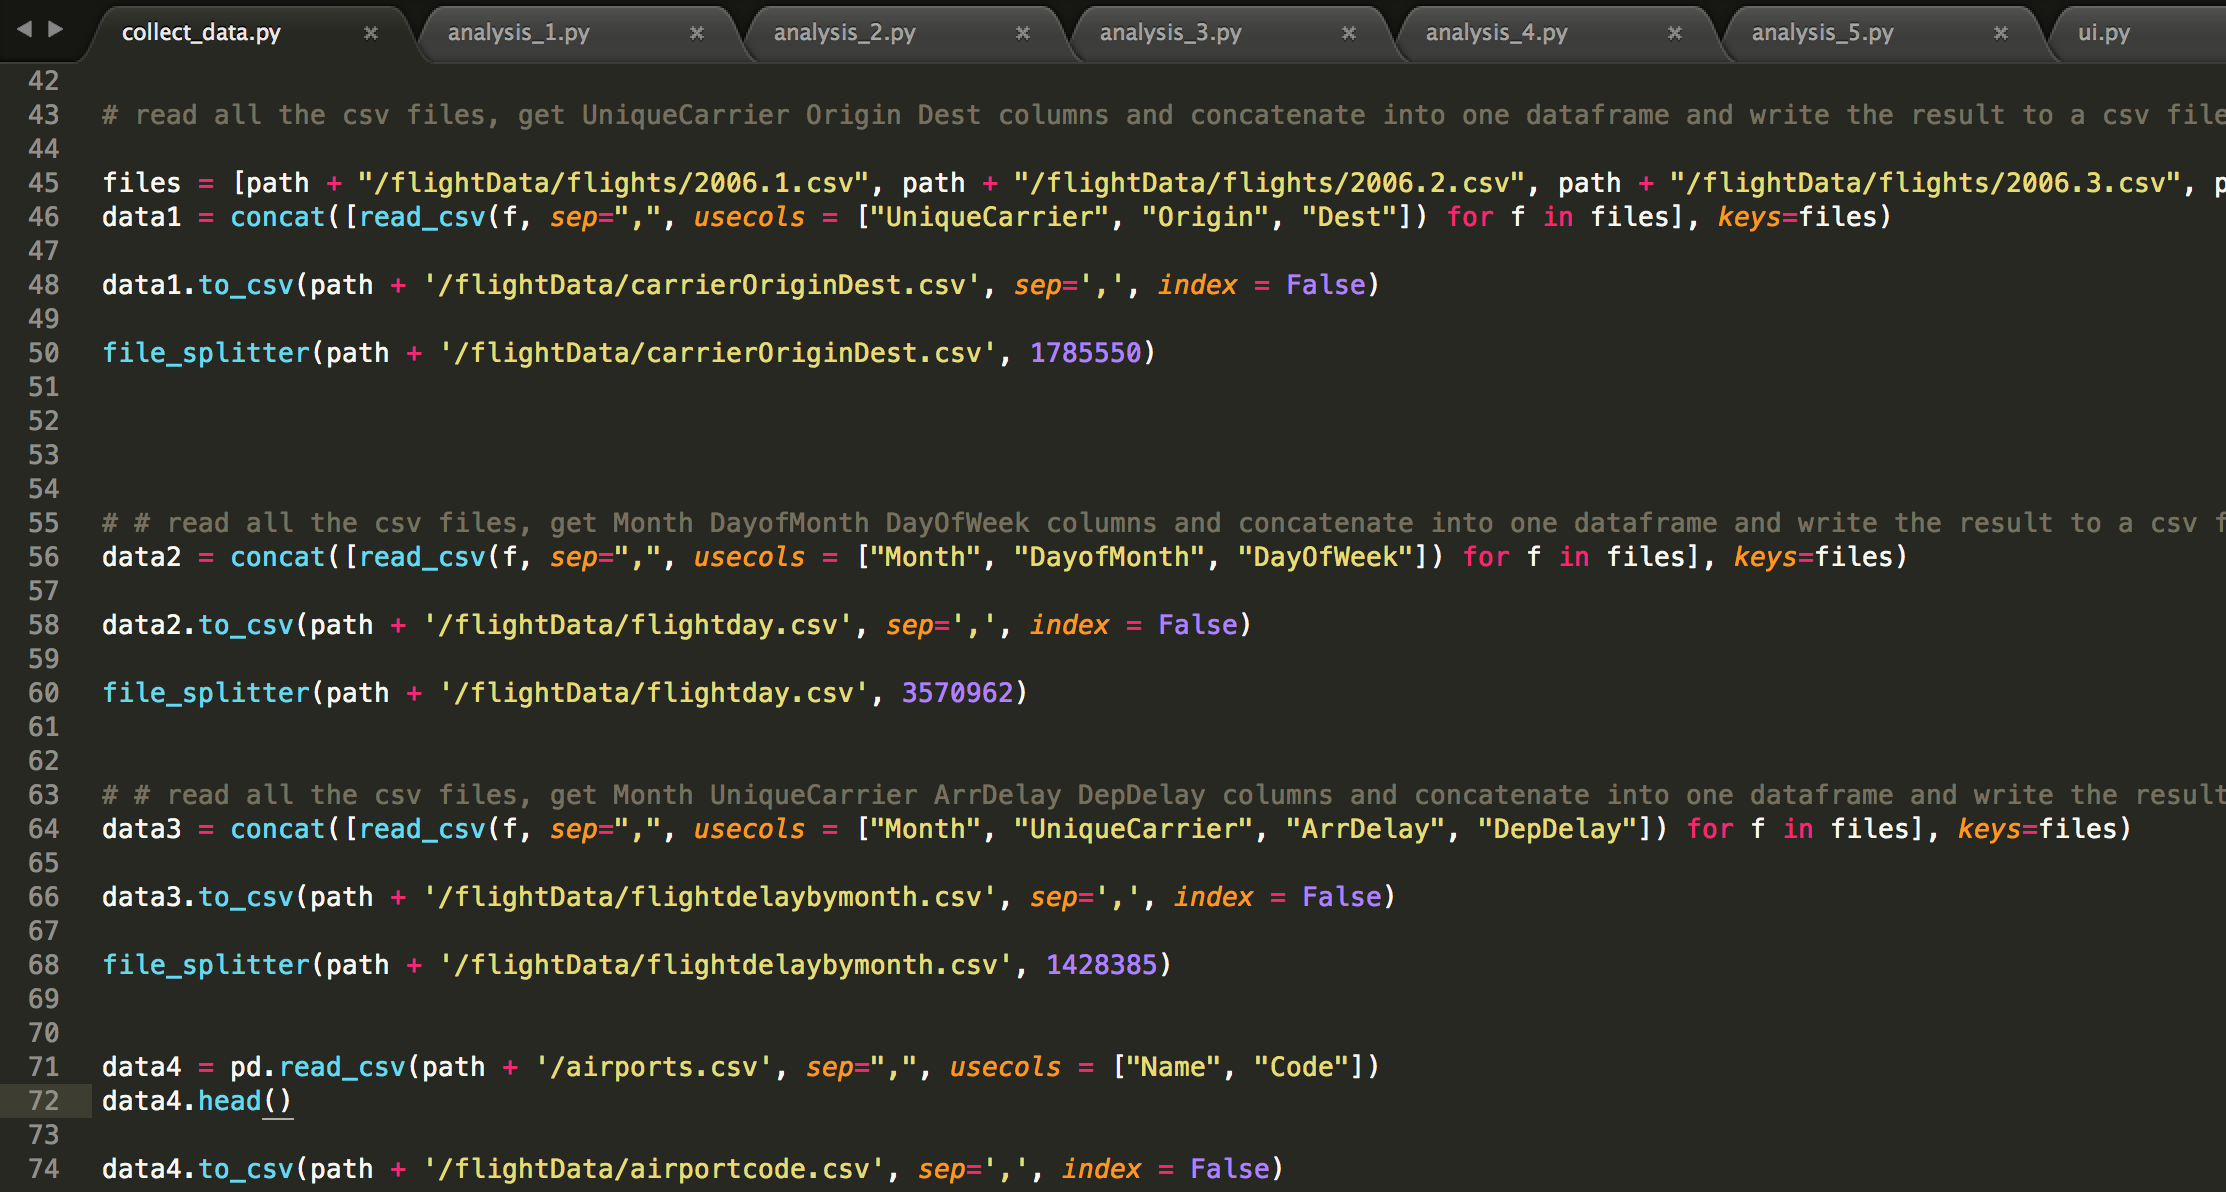 collect_data.py × analysis_1.py × analysis_2.py × analysis_3.py × analysis_4.py × analysis_5.py × ui.py
42
43 # read all the csv files, get UniqueCarrier Origin Dest columns and concatenate into one dataframe and write the result to a csv file
44
45 files = [path + "/flightData/flights/2006.1.csv", path + "/flightData/flights/2006.2.csv", path + "/flightData/flights/2006.3.csv", p
46 data1 = concat([read_csv(f, sep=",", usecols = ["UniqueCarrier", "Origin", "Dest"]) for f in files], keys=files)
47
48 data1.to_csv(path + '/flightData/carrierOriginDest.csv', sep=',', index = False)
49
50 file_splitter(path + '/flightData/carrierOriginDest.csv', 1785550)
51
52
53
54
55 # # read all the csv files, get Month DayofMonth DayOfWeek columns and concatenate into one dataframe and write the result to a csv f
56 data2 = concat([read_csv(f, sep=",", usecols = ["Month", "DayofMonth", "DayOfWeek"]) for f in files], keys=files)
57
58 data2.to_csv(path + '/flightData/flightday.csv', sep=',', index = False)
59
60 file_splitter(path + '/flightData/flightday.csv', 3570962)
61
62
63 # # read all the csv files, get Month UniqueCarrier ArrDelay DepDelay columns and concatenate into one dataframe and write the result
64 data3 = concat([read_csv(f, sep=",", usecols = ["Month", "UniqueCarrier", "ArrDelay", "DepDelay"]) for f in files], keys=files)
65
66 data3.to_csv(path + '/flightData/flightdelaybymonth.csv', sep=',', index = False)
67
68 file_splitter(path + '/flightData/flightdelaybymonth.csv', 1428385)
69
70
71 data4 = pd.read_csv(path + '/airports.csv', sep=",", usecols = ["Name", "Code"])
72 data4.head()
73
74 data4.to_csv(path + '/flightData/airportcode.csv', sep=',', index = False)